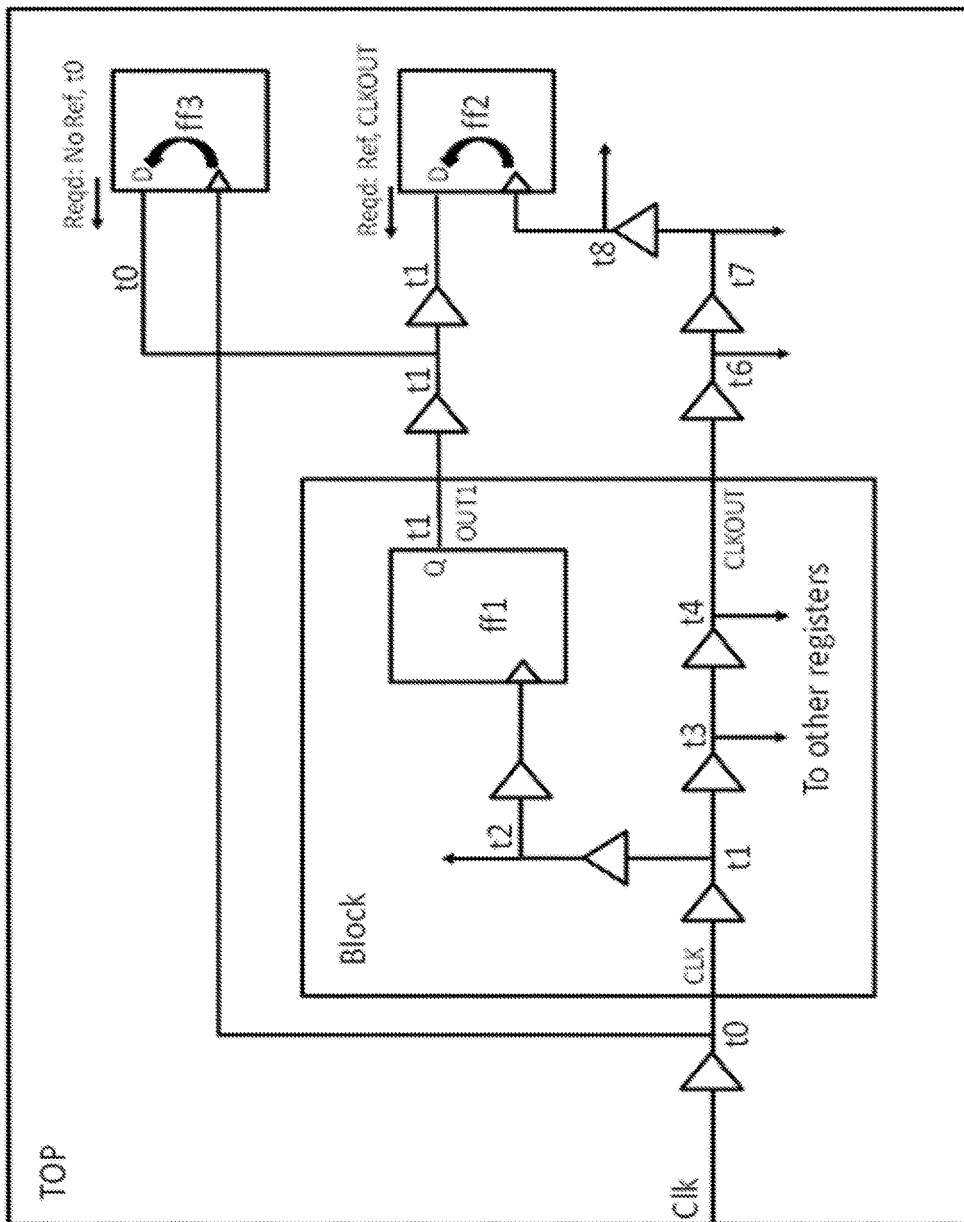 TOP
Clk
t0
CLK
Block
t1
t2
t3
t4
To other registers
CLKOUT
ff1
Q
t1
OUT1
t1
t1
t6
t7
t8
t0
Reqd: No Ref, t0
D
ff3
Reqd: Ref, CLKOUT
D
ff2